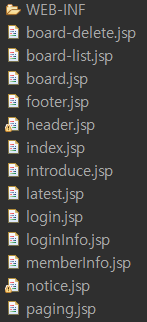 WEB-INF
board-delete.jsp
board-list.jsp
board.jsp
footer.jsp
header.jsp
index.jsp
introduce.jsp
latest.jsp
login.jsp
loginInfo.jsp
memberInfo.jsp
notice.jsp
paging.jsp